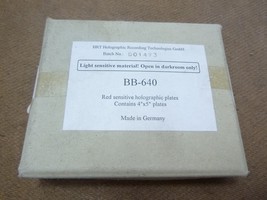 HRT Holographic Recording Technologies GmbH
Batch No.
Light sensitive material! Open in darkroom only!
BB-640
Red sensitive holographic plates
Contains 4"x5" plates
Made in Germany